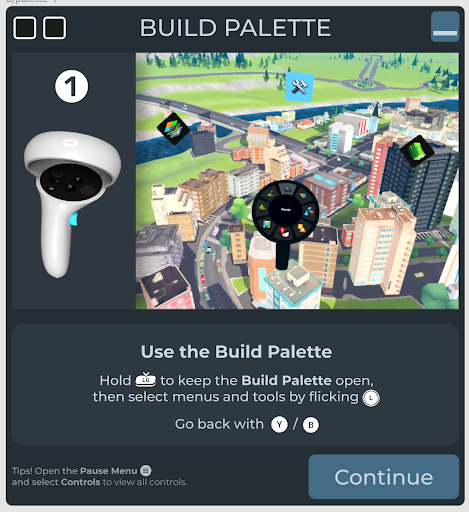 BUILD PALETTE
1
Use the Build Palette
Hold LG to keep the Build Palette open,
then select menus and tools by flicking L
Go back with Y / B
Tips! Open the Pause Menu
and select Controls to view all controls.
Continue